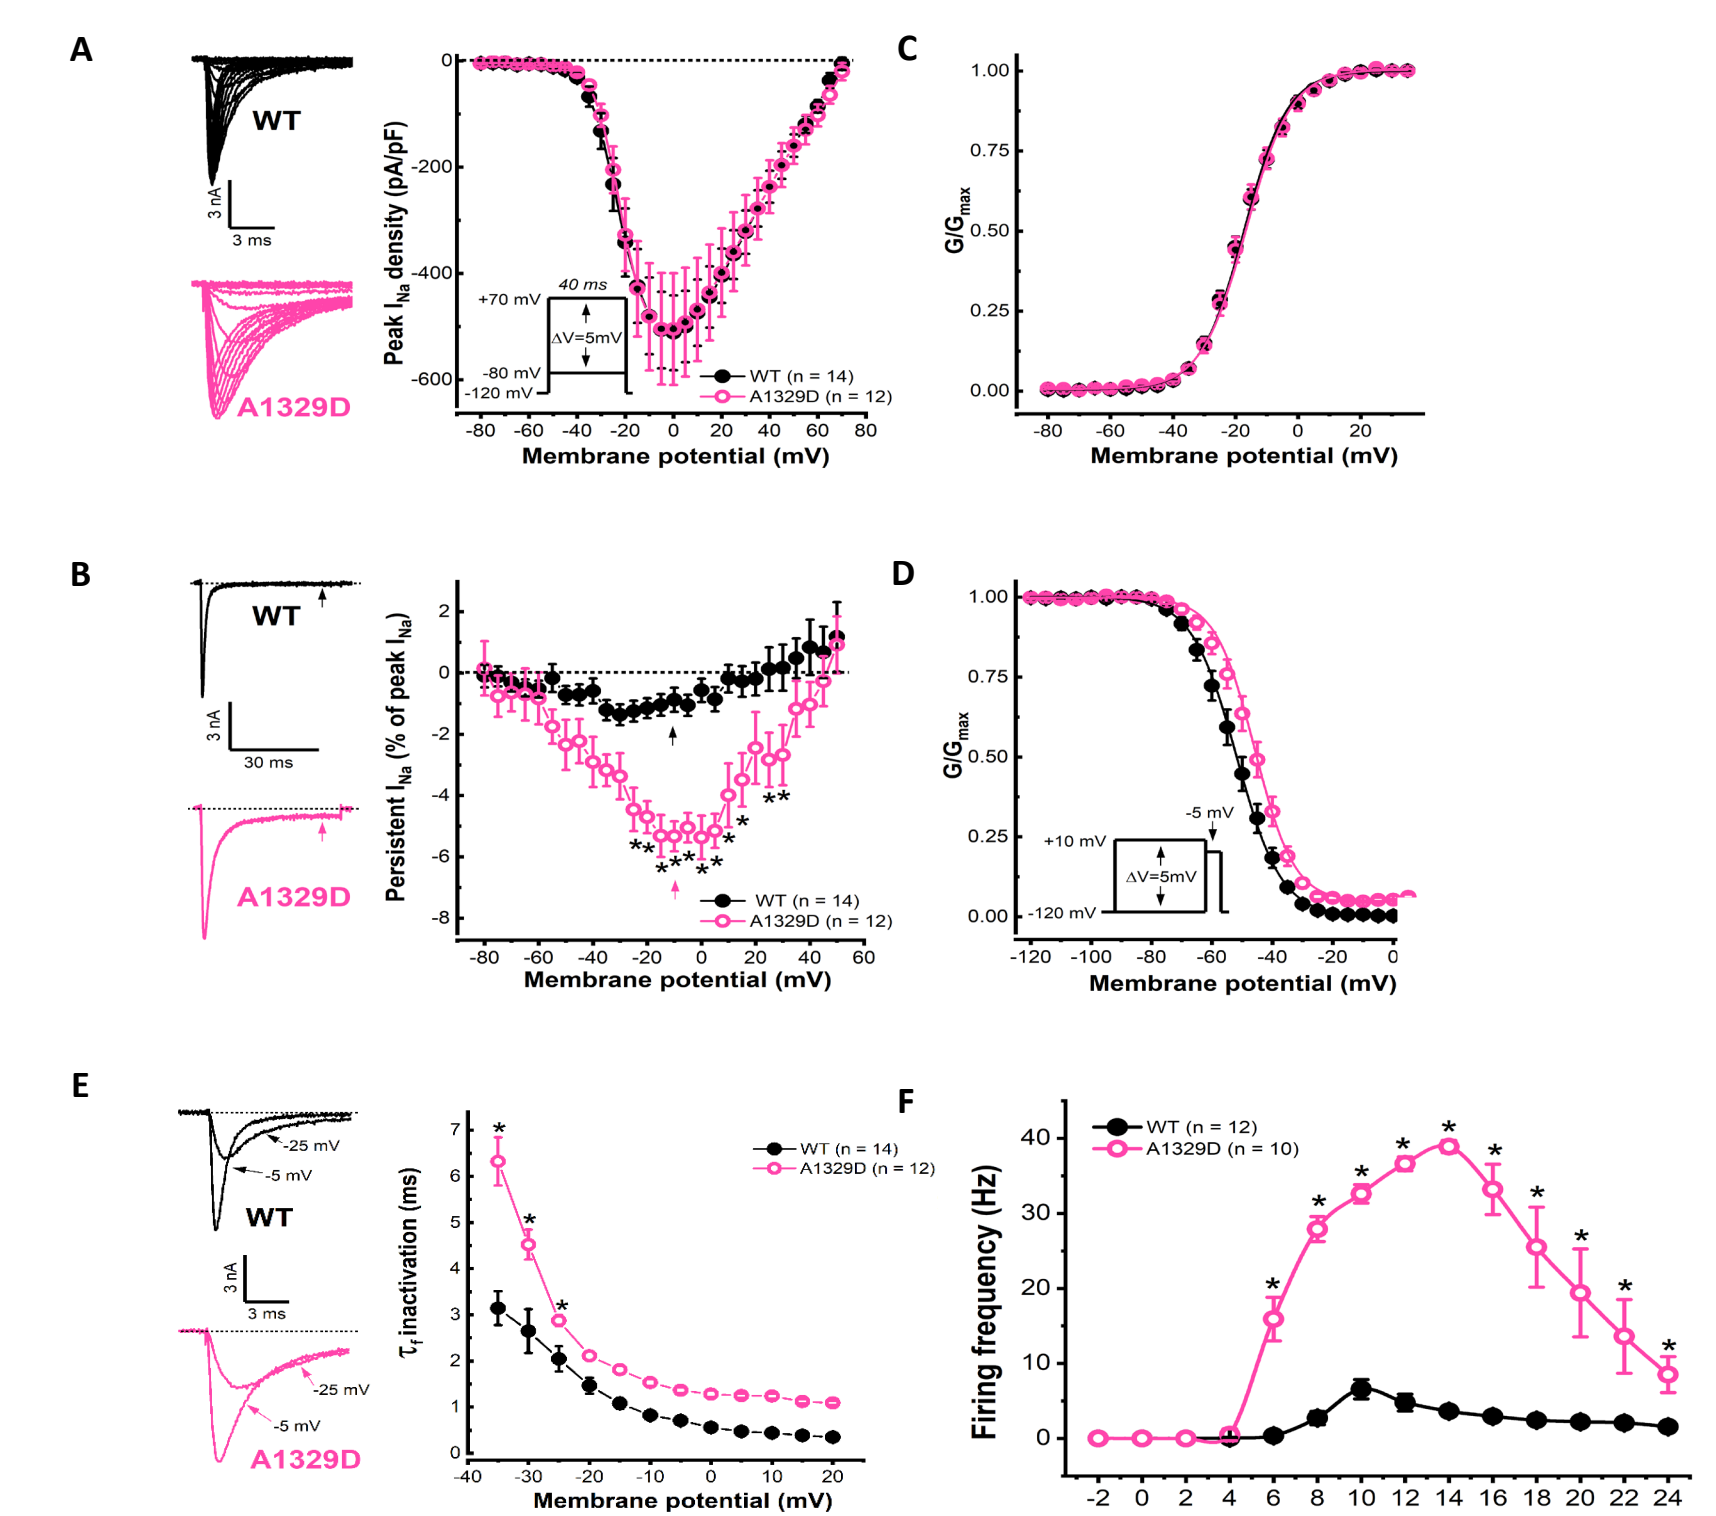 A
WT
3 nA
3 ms
A1329D
Peak I_Na density (pA/pF)
0
-200
-400
-600
40 ms
+70 mV
ΔV=5mV
-80 mV
-120 mV
WT (n = 14)
A1329D (n = 12)
-80 -60 -40 -20 0 20 40 60 80
Membrane potential (mV)
C
G/Gmax
1.00
0.75
0.50
0.25
0.00
-80 -60 -40 -20 0 20
Membrane potential (mV)
B
WT
3 nA
30 ms
A1329D
Persistent I_Na (% of peak I_Na)
2
0
-2
-4
-6
-8
* * * * * * * * * * *
WT (n = 14)
A1329D (n = 12)
-80 -60 -40 -20 0 20 40 60
Membrane potential (mV)
D
G/Gmax
1.00
0.75
0.50
0.25
0.00
-5 mV
+10 mV
ΔV=5mV
-120 mV
-120 -100 -80 -60 -40 -20 0
Membrane potential (mV)
E
-25 mV
-5 mV
WT
3 nA
3 ms
-25 mV
-5 mV
A1329D
τf inactivation (ms)
7
6
5
4
3
2
1
0
* * *
WT (n = 14)
A1329D (n = 12)
-40 -30 -20 -10 0 10 20
Membrane potential (mV)
F
Firing frequency (Hz)
40
30
20
10
0
WT (n = 12)
A1329D (n = 10)
* * * * * * * * * *
-2 0 2 4 6 8 10 12 14 16 18 20 22 24